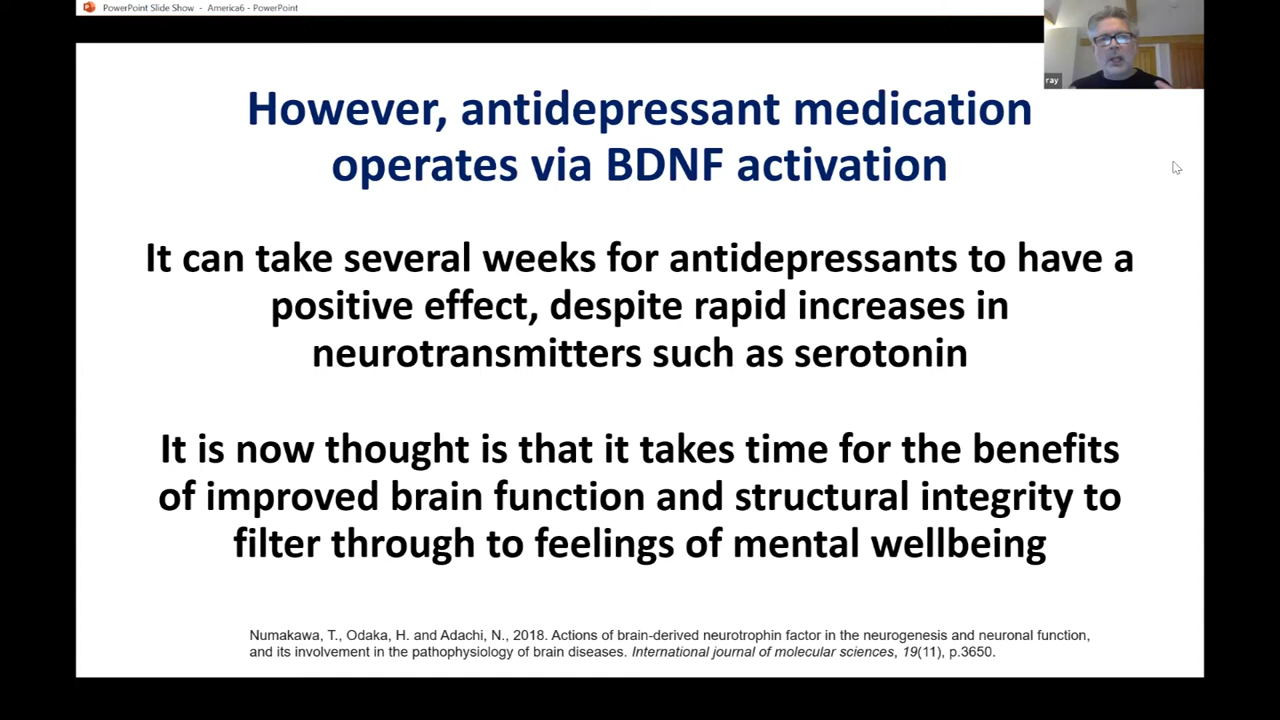 PowerPoint Slide Show - America6 - PowerPoint
ray
However, antidepressant medication
operates via BDNF activation
It can take several weeks for antidepressants to have a
positive effect, despite rapid increases in
neurotransmitters such as serotonin
It is now thought is that it takes time for the benefits
of improved brain function and structural integrity to
filter through to feelings of mental wellbeing
Numakawa, T., Odaka, H. and Adachi, N., 2018. Actions of brain-derived neurotrophin factor in the neurogenesis and neuronal function,
and its involvement in the pathophysiology of brain diseases. International journal of molecular sciences, 19(11), p.3650.